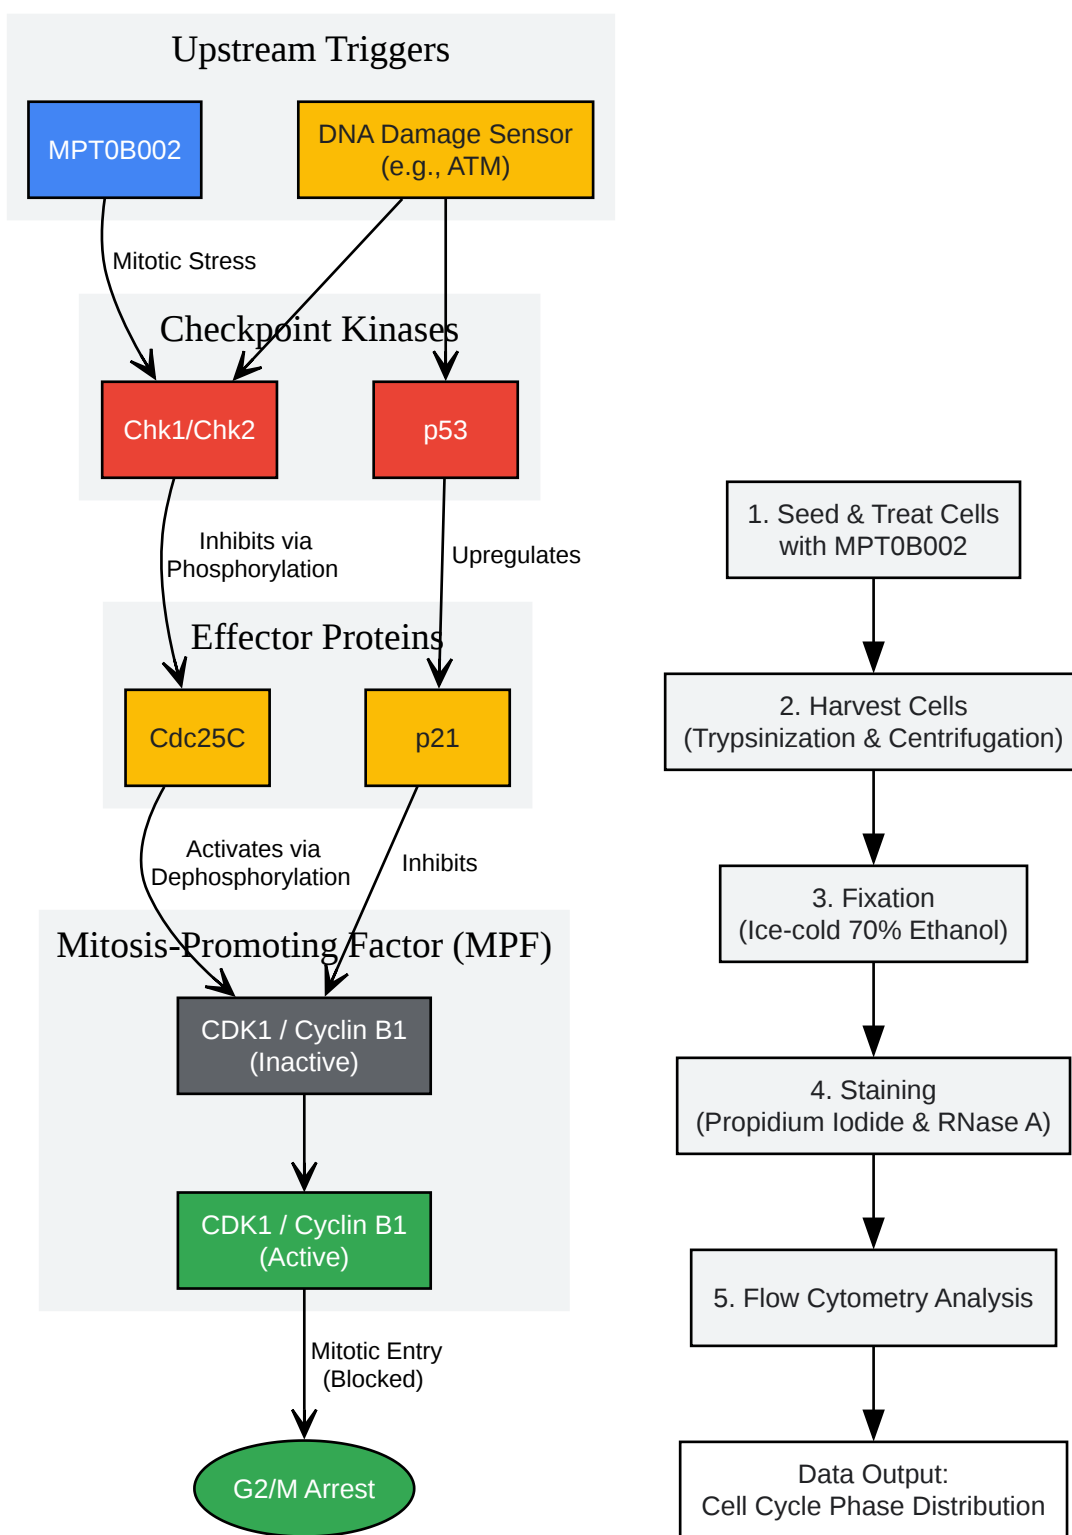 Upstream Triggers
MPT0B002
DNA Damage Sensor
(e.g., ATM)
Mitotic Stress
Checkpoint Kinases
Chk1/Chk2
p53
Inhibits via
Phosphorylation
Upregulates
Effector Proteins
Cdc25C
p21
Activates via
Dephosphorylation
Inhibits
Mitosis-Promoting Factor (MPF)
CDK1 / Cyclin B1
(Inactive)
CDK1 / Cyclin B1
(Active)
Mitotic Entry
(Blocked)
G2/M Arrest
1. Seed & Treat Cells
with MPT0B002
2. Harvest Cells
(Trypsinization & Centrifugation)
3. Fixation
(Ice-cold 70% Ethanol)
4. Staining
(Propidium Iodide & RNase A)
5. Flow Cytometry Analysis
Data Output:
Cell Cycle Phase Distribution